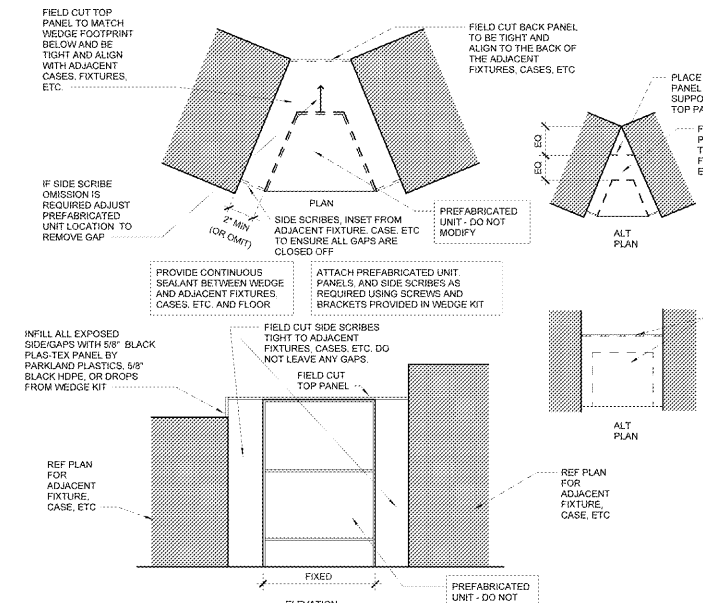 FIELD CUT TOP
PANEL TO MATCH
WEDGE FOOTPRINT
BELOW AND BE
TIGHT AND ALIGN
WITH ADJACENT
CASES, FIXTURES,
ETC.
FIELD CUT BACK PANEL
TO BE TIGHT AND
ALIGN TO THE BACK OF
THE ADJACENT
FIXTURES, CASES, ETC
PLACE
PANEL
SUPPO
TOP PA
F
P
T
F
E
EQ
EQ
ALT
PLAN
IF SIDE SCRIBE
OMISSION IS
REQUIRED ADJUST
PREFABRICATED
UNIT LOCATION TO
REMOVE GAP
2" MIN
(OR OMIT)
PLAN
SIDE SCRIBES, INSET FROM
ADJACENT FIXTURE, CASE, ETC
TO ENSURE ALL GAPS ARE
CLOSED OFF
PREFABRICATED
UNIT - DO NOT
MODIFY
PROVIDE CONTINUOUS
SEALANT BETWEEN WEDGE
AND ADJACENT FIXTURES,
CASES, ETC. AND FLOOR
ATTACH PREFABRICATED UNIT,
PANELS, AND SIDE SCRIBES AS
REQUIRED USING SCREWS AND
BRACKETS PROVIDED IN WEDGE KIT
INFILL ALL EXPOSED
SIDE/GAPS WITH 5/8" BLACK
PLAS-TEX PANEL BY
PARKLAND PLASTICS, 5/8"
BLACK HDPE, OR DROPS
FROM WEDGE KIT
FIELD CUT SIDE SCRIBES
TIGHT TO ADJACENT
FIXTURES, CASES, ETC. DO
NOT LEAVE ANY GAPS.
FIELD CUT
TOP PANEL
ALT
PLAN
REF PLAN
FOR
ADJACENT
FIXTURE,
CASE, ETC
REF PLAN
FOR
ADJACENT
FIXTURE,
CASE, ETC
FIXED
ELEVATION
PREFABRICATED
UNIT - DO NOT